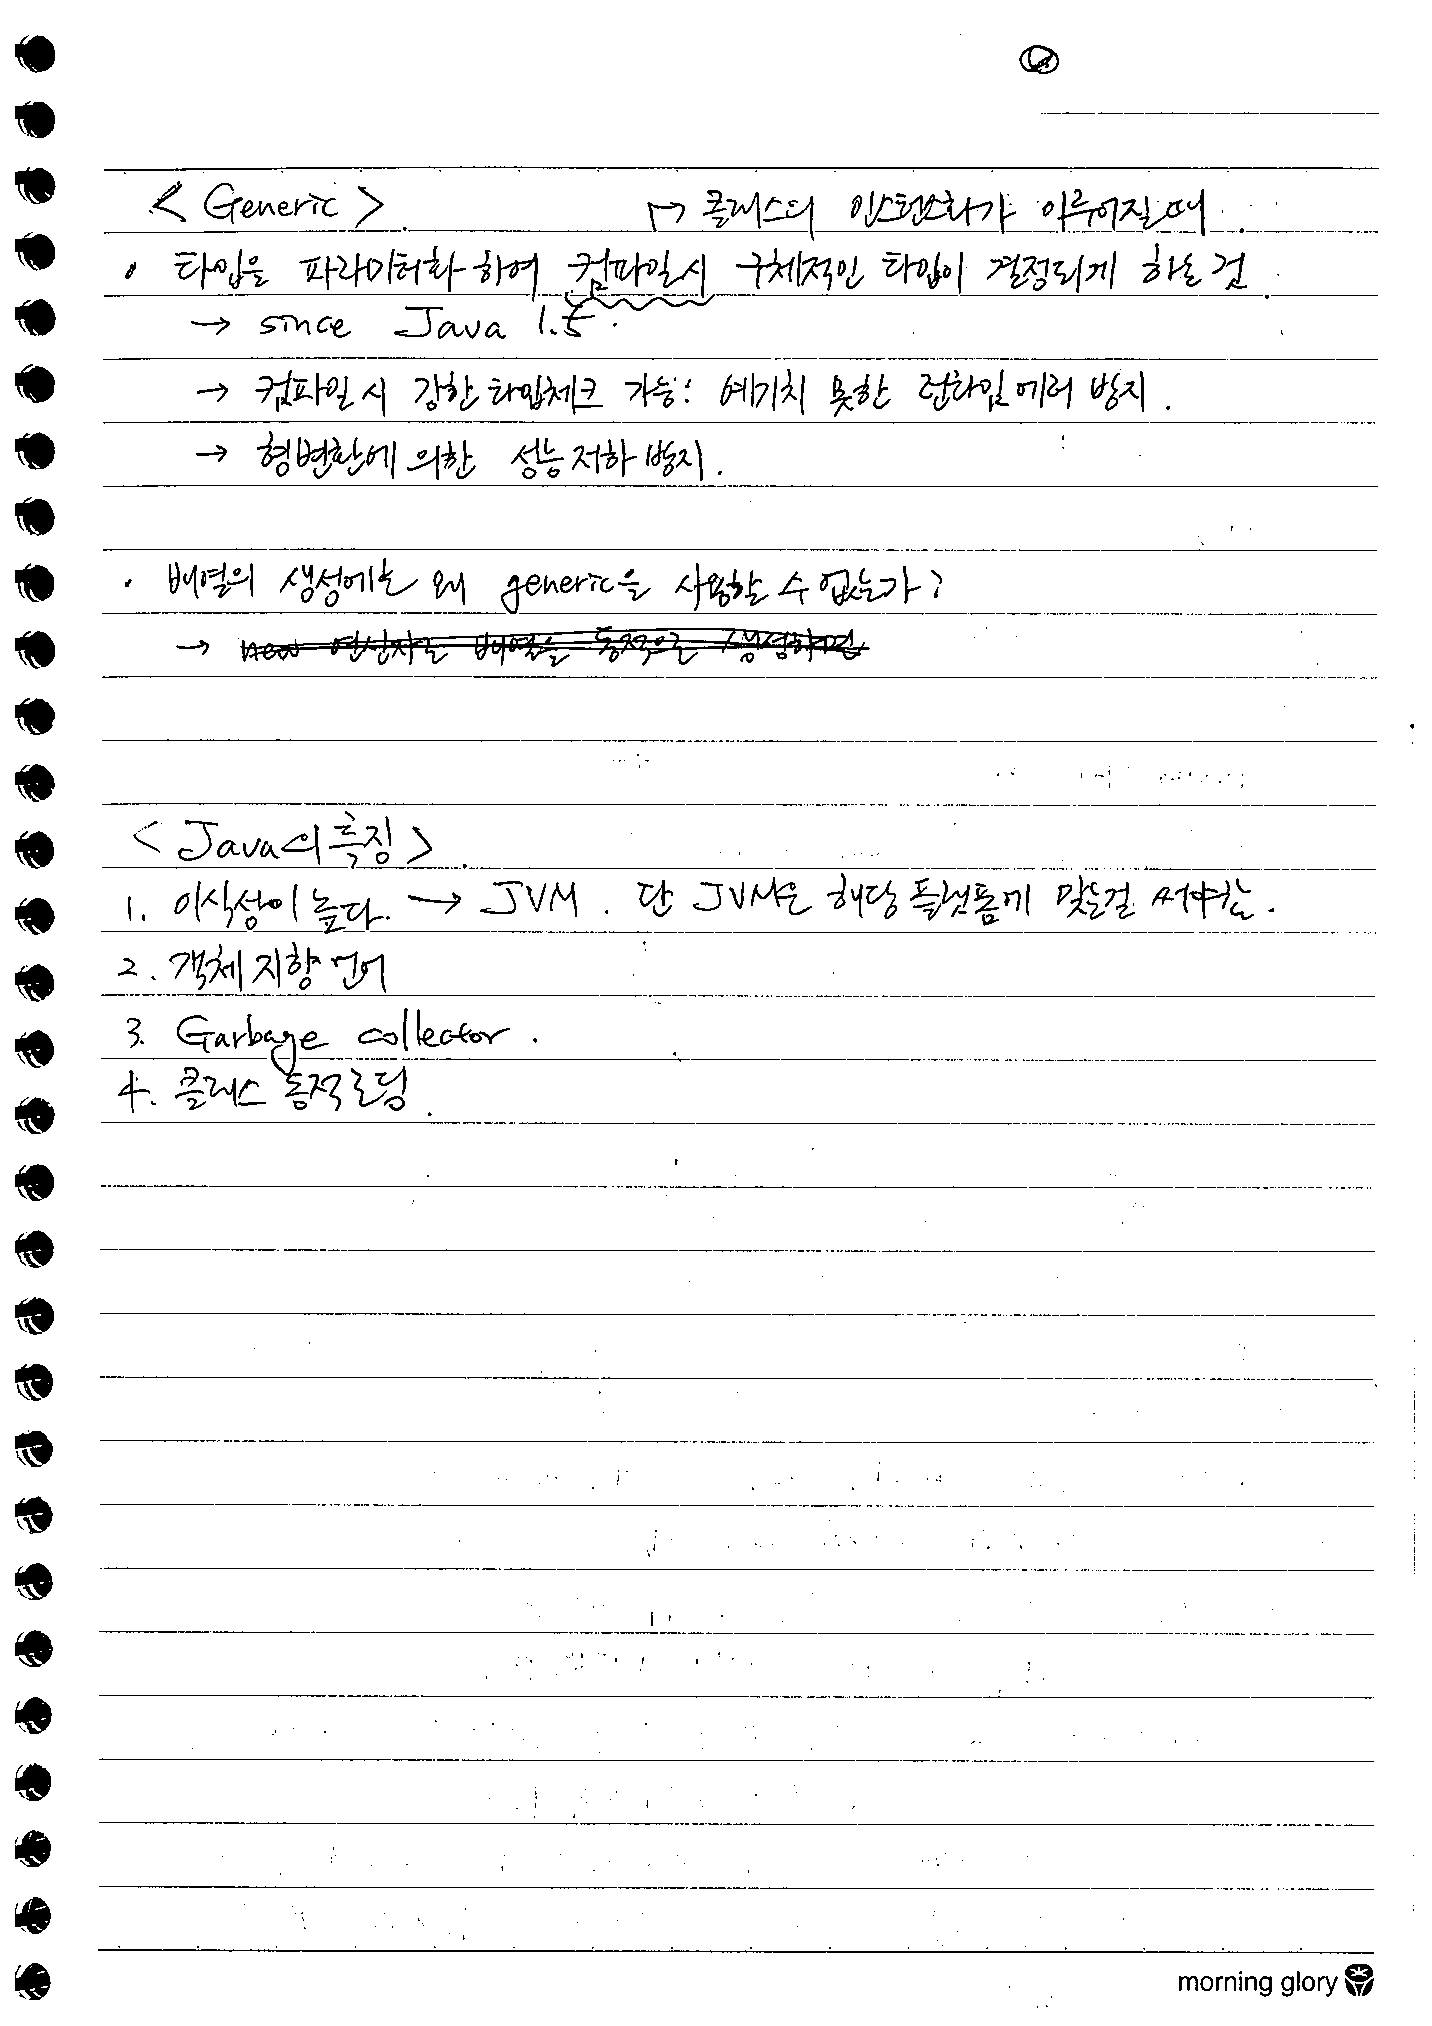 < Generic >    ↱ 클래스의 인스턴스화가 이루어질 때.
• 타입을 파라미터화 하여 컴파일시 구체적인 타입이 결정되게 하는 것.
→ since Java 1.5.
→ 컴파일 시 강한 타입체크 가능: 예기치 못한 런타임에러 방지.
→ 형변환에 의한 성능저하 방지.
• 배열의 생성에는 왜 generic을 사용할 수 없는가?
→ new 연산자는 배열을 동적으로 생성하면
< Java의 특징 >.
1. 이식성이 높다. → JVM. 단 JVM은 해당 플랫폼에 맞는걸 써야함.
2. 객체 지향 언어
3. Garbage collector.
4. 클래스 동적로딩.
morning glory